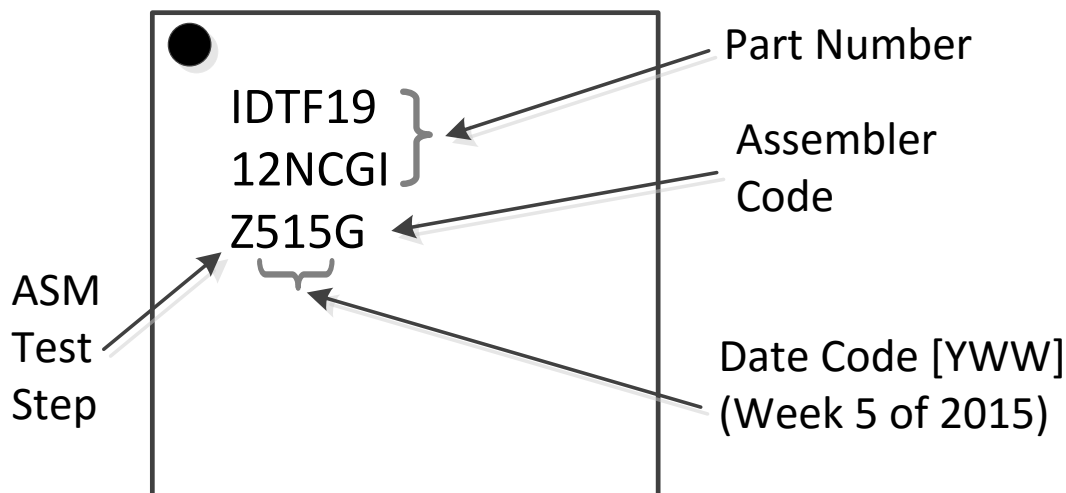 IDTF19
12NCGI
Z515G
Part Number
Assembler
Code
ASM
Test
Step
Date Code [YWW]
(Week 5 of 2015)